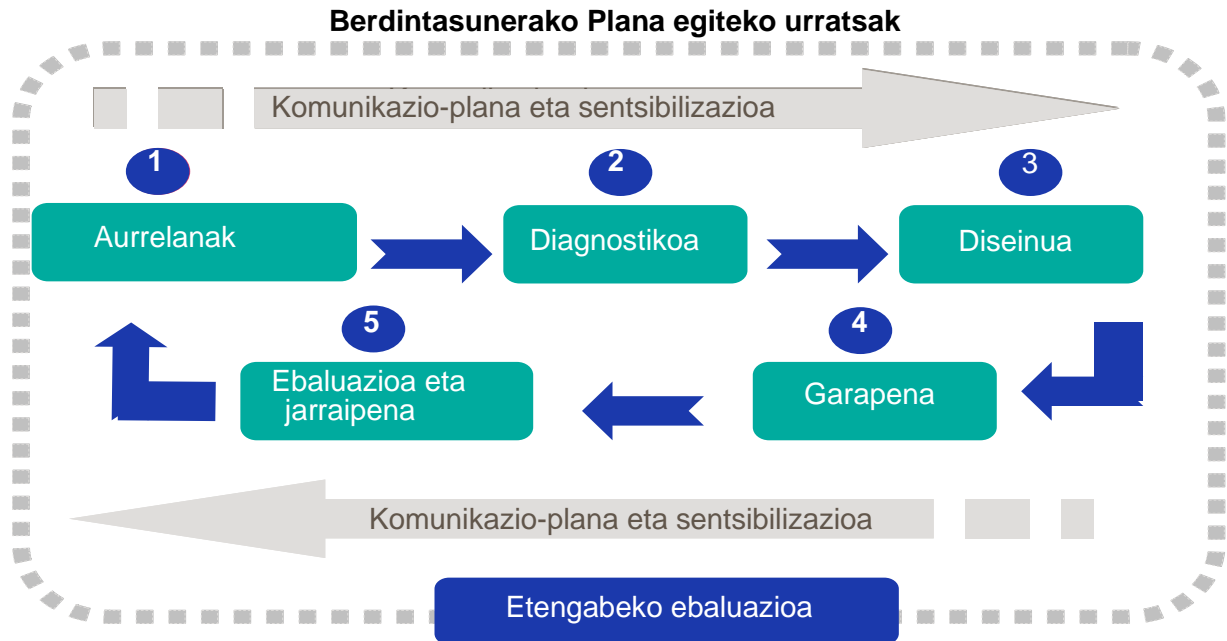 Berdintasunerako Plana egiteko urratsak
Komunikazio-plana eta sentsibilizazioa
1
2
3
Aurrelanak
Diagnostikoa
Diseinua
5
4
Ebaluazioa eta
jarraipena
Garapena
Komunikazio-plana eta sentsibilizazioa
Etengabeko ebaluazioa